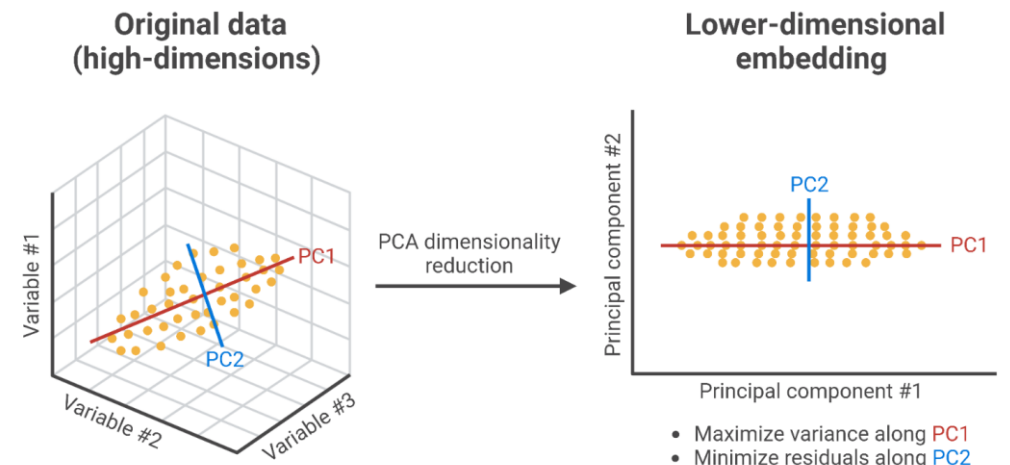 Original data
(high-dimensions)
Lower-dimensional
embedding
Variable #1
Variable #2
Variable #3
PC1
PC2
PCA dimensionality
reduction
Principal component #2
PC2
PC1
Principal component #1
• Maximize variance along PC1
• Minimize residuals along PC2